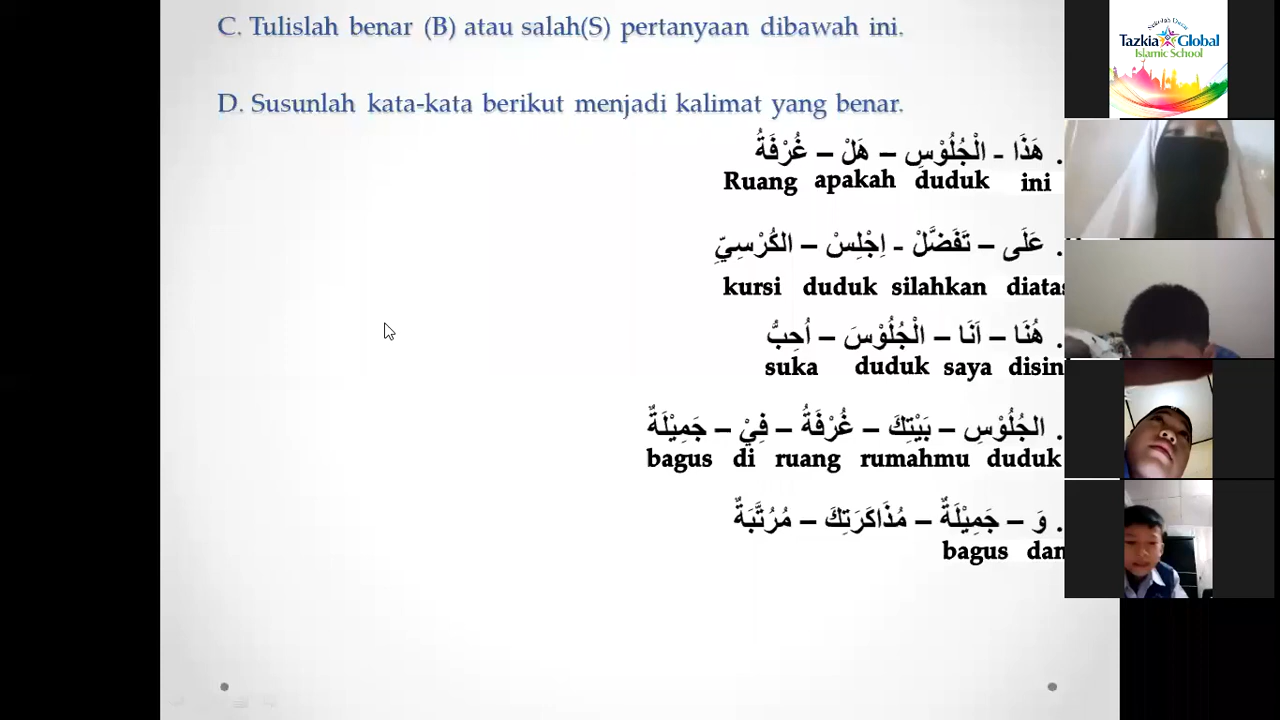 C. Tulislah benar (B) atau salah(S) pertanyaan dibawah ini.
D. Susunlah kata-kata berikut menjadi kalimat yang benar.
. هَذَا - الْجُلُوْسِ – هَلْ – غُرْفَةُ
Ruang apakah duduk ini
. عَلَى – تَفَضَّلْ - اِجْلِسْ – الكُرْسِيِّ
kursi duduk silahkan diatas
. هُنَا – اَنَا – الْجُلُوْسَ – اُحِبُّ
suka duduk saya disin
. الجُلُوْسِ – بَيْتِكَ – غُرْفَةُ – فِيْ – جَمِيْلَةٌ
bagus di ruang rumahmu duduk
. وَ – جَمِيْلَةٌ – مُذَاكَرَتِكَ – مُرُتَّبَةٌ
bagus dan
Tazkia Global
Islamic School